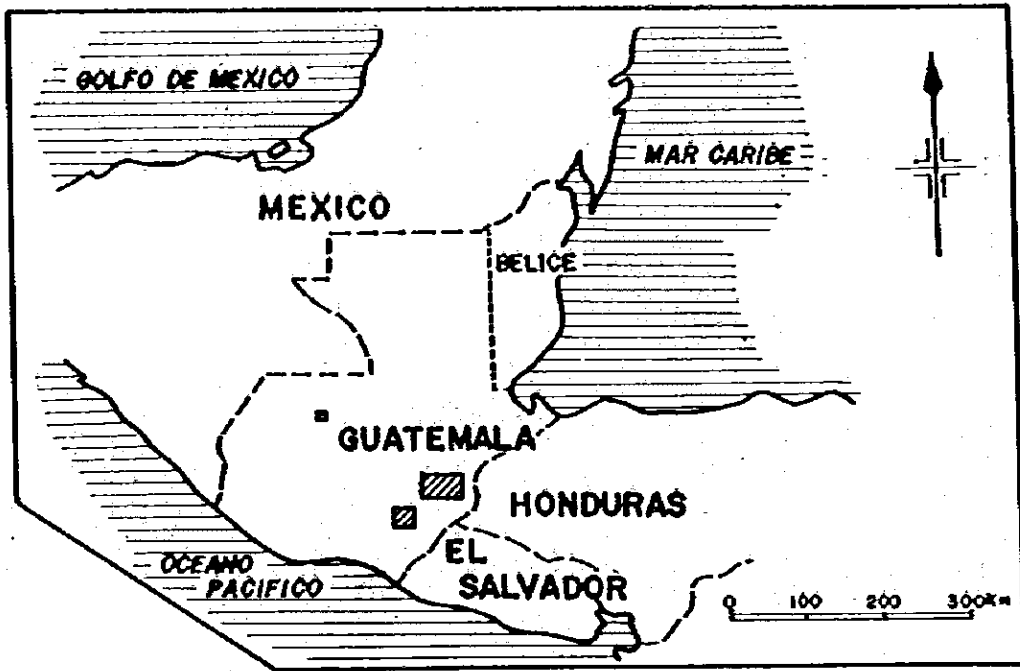 GOLFO DE MEXICO
MAR CARIBE
MEXICO
BELICE
GUATEMALA
HONDURAS
EL
SALVADOR
OCEANO
PACIFICO
0 100 200 300Km